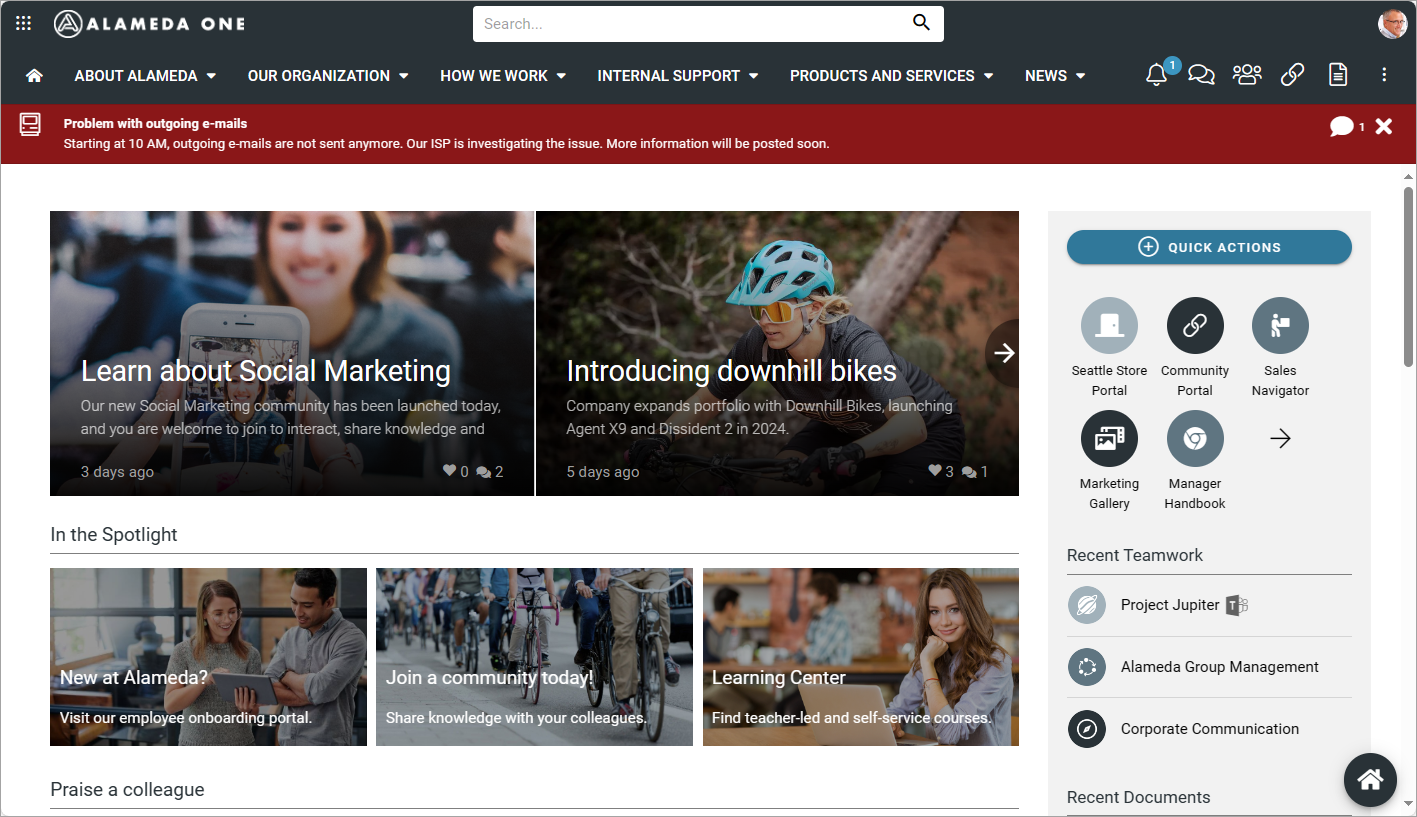 ALAMEDA ONE
Search...
ABOUT ALAMEDA
OUR ORGANIZATION
HOW WE WORK
INTERNAL SUPPORT
PRODUCTS AND SERVICES
NEWS
1
Problem with outgoing e-mails
1
Starting at 10 AM, outgoing e-mails are not sent anymore. Our ISP is investigating the issue. More information will be posted soon.
Learn about Social Marketing
Our new Social Marketing community has been launched today,
and you are welcome to join to interact, share knowledge and
3 days ago
0
2
Introducing downhill bikes
Company expands portfolio with Downhill Bikes, launching
Agent X9 and Dissident 2 in 2024.
5 days ago
3
1
In the Spotlight
New at Alameda?
Visit our employee onboarding portal.
Join a community today!
Share knowledge with your colleagues.
Learning Center
Find teacher-led and self-service courses.
Praise a colleague
QUICK ACTIONS
Seattle Store
Portal
Community
Portal
Sales
Navigator
Marketing
Gallery
Manager
Handbook
Recent Teamwork
Project Jupiter
T
Alameda Group Management
Corporate Communication
Recent Documents